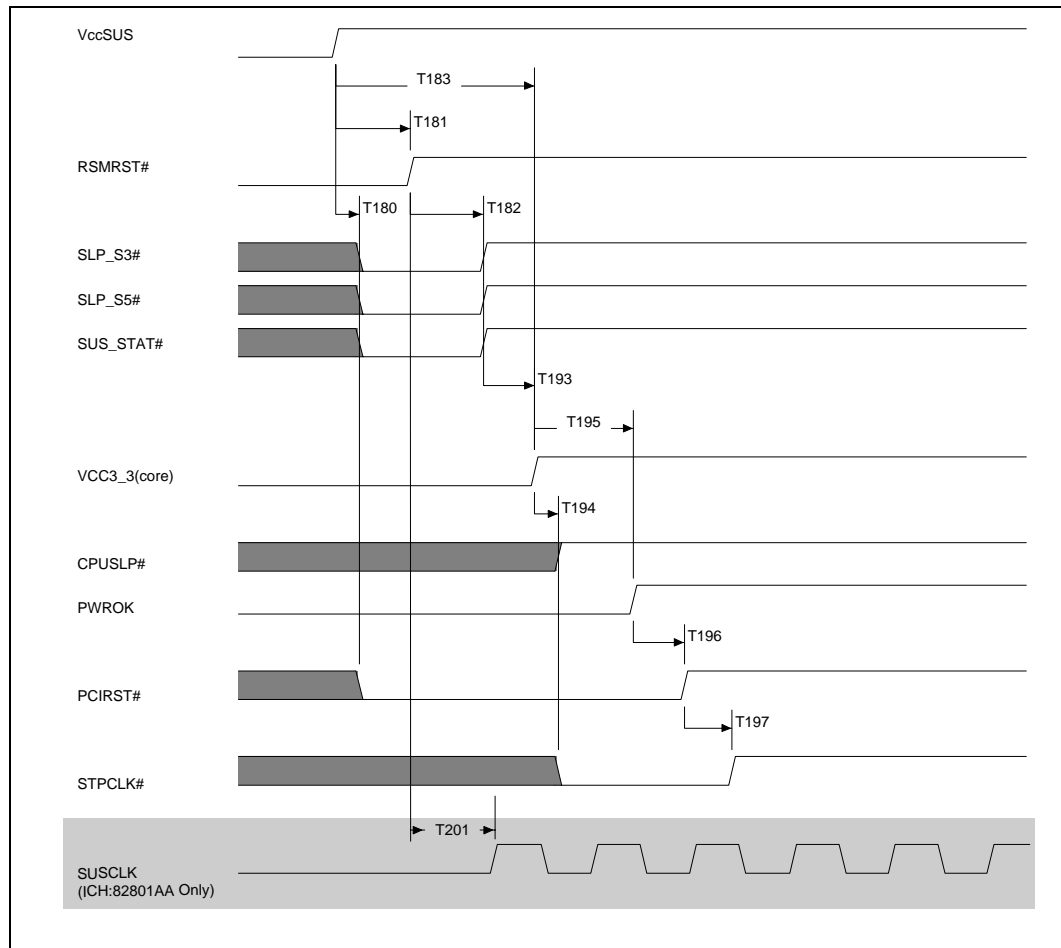 VccSUS
T183
T181
RSMRST#
T180
T182
SLP_S3#
SLP_S5#
SUS_STAT#
T193
T195
VCC3_3(core)
T194
CPUSLP#
PWROK
T196
PCIRST#
T197
STPCLK#
T201
SUSCLK
(ICH:82801AA Only)